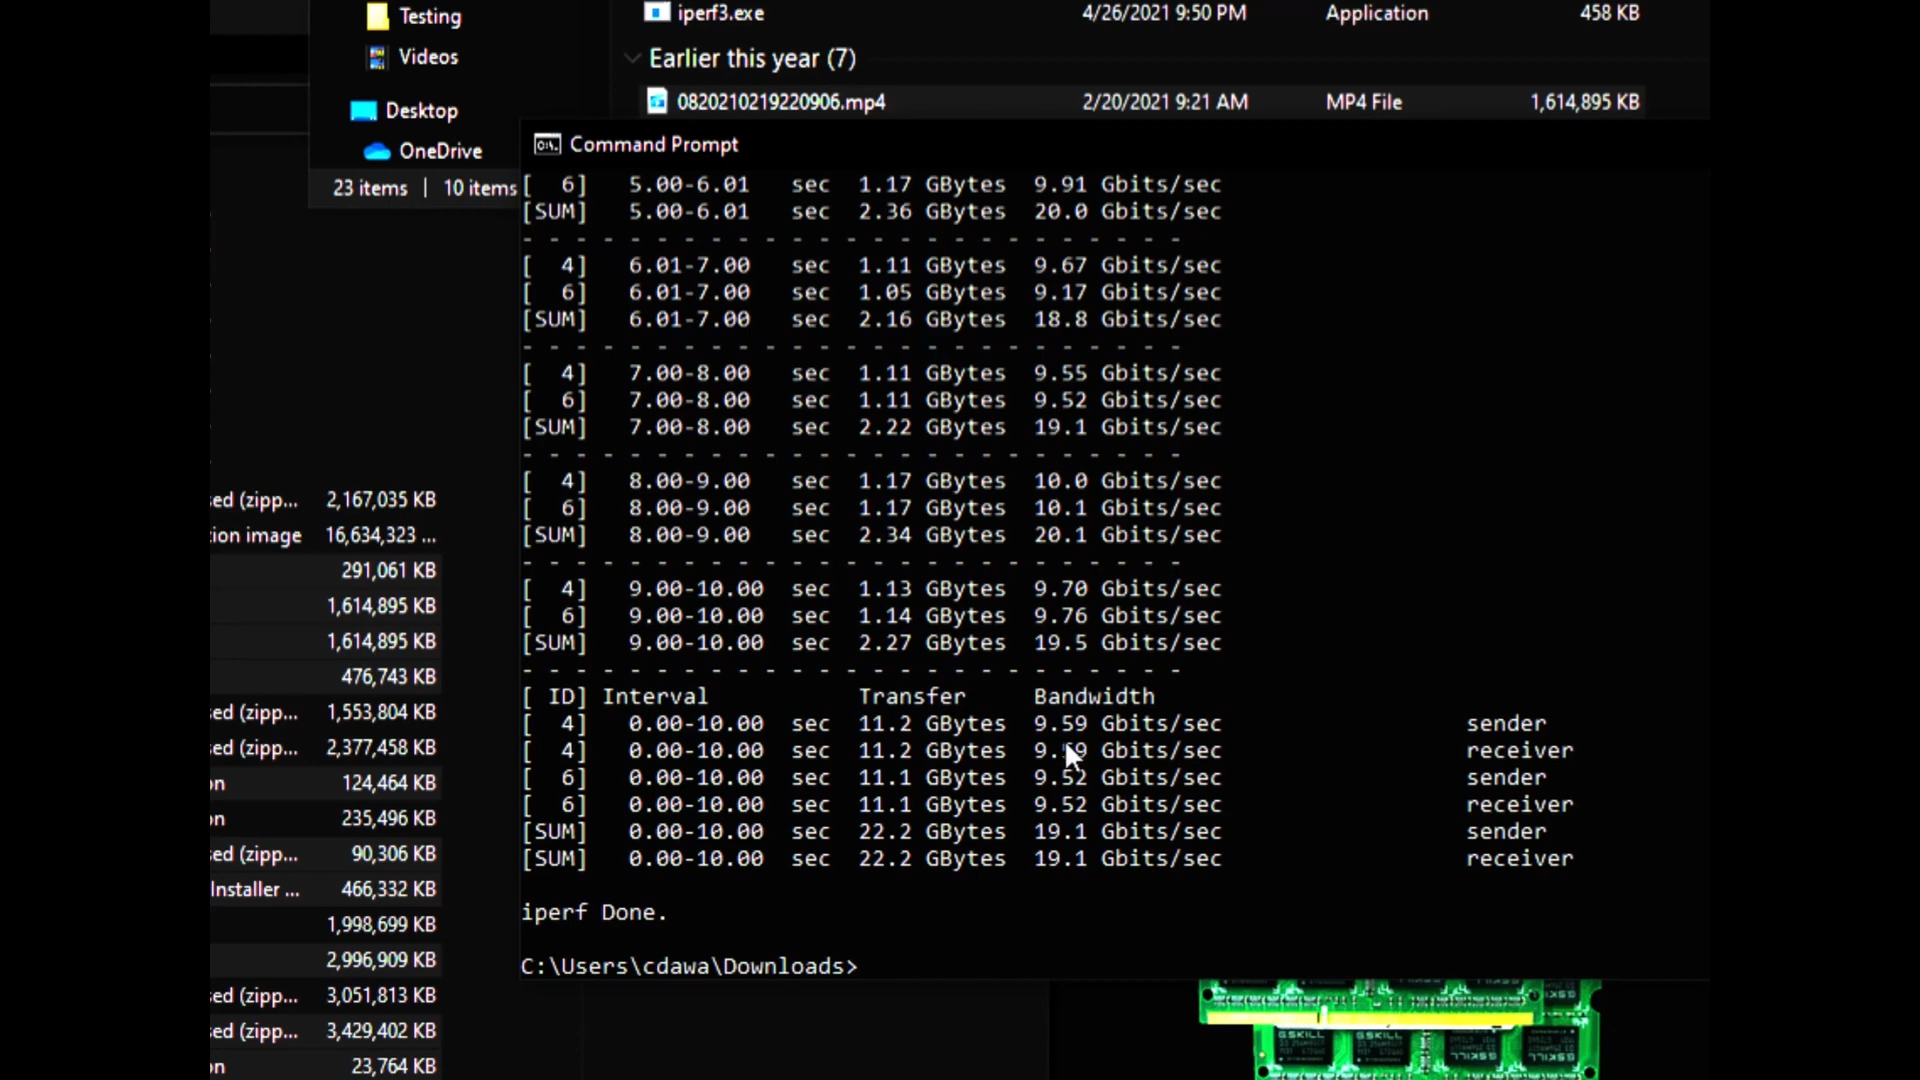 Testing
Videos
Desktop
OneDrive
23 items | 10 items
iperf3.exe 4/26/2021 9:50 PM Application 458 KB
Earlier this year (7)
0820210219220906.mp4 2/20/2021 9:21 AM MP4 File 1,614,895 KB
Command Prompt
[  6]   5.00-6.01   sec  1.17 GBytes  9.91 Gbits/sec
[SUM]   5.00-6.01   sec  2.36 GBytes  20.0 Gbits/sec
- - - - - - - - - - - - - - - - - - - - - - - - -
[  4]   6.01-7.00   sec  1.11 GBytes  9.67 Gbits/sec
[  6]   6.01-7.00   sec  1.05 GBytes  9.17 Gbits/sec
[SUM]   6.01-7.00   sec  2.16 GBytes  18.8 Gbits/sec
- - - - - - - - - - - - - - - - - - - - - - - - -
[  4]   7.00-8.00   sec  1.11 GBytes  9.55 Gbits/sec
[  6]   7.00-8.00   sec  1.11 GBytes  9.52 Gbits/sec
[SUM]   7.00-8.00   sec  2.22 GBytes  19.1 Gbits/sec
- - - - - - - - - - - - - - - - - - - - - - - - -
[  4]   8.00-9.00   sec  1.17 GBytes  10.0 Gbits/sec
[  6]   8.00-9.00   sec  1.17 GBytes  10.1 Gbits/sec
[SUM]   8.00-9.00   sec  2.34 GBytes  20.1 Gbits/sec
- - - - - - - - - - - - - - - - - - - - - - - - -
[  4]   9.00-10.00  sec  1.13 GBytes  9.70 Gbits/sec
[  6]   9.00-10.00  sec  1.14 GBytes  9.76 Gbits/sec
[SUM]   9.00-10.00  sec  2.27 GBytes  19.5 Gbits/sec
- - - - - - - - - - - - - - - - - - - - - - - - -
[ ID] Interval           Transfer     Bandwidth
[  4]   0.00-10.00  sec  11.2 GBytes  9.59 Gbits/sec                  sender
[  4]   0.00-10.00  sec  11.2 GBytes  9.59 Gbits/sec                  receiver
[  6]   0.00-10.00  sec  11.1 GBytes  9.52 Gbits/sec                  sender
[  6]   0.00-10.00  sec  11.1 GBytes  9.52 Gbits/sec                  receiver
[SUM]   0.00-10.00  sec  22.2 GBytes  19.1 Gbits/sec                  sender
[SUM]   0.00-10.00  sec  22.2 GBytes  19.1 Gbits/sec                  receiver
iperf Done.
C:\Users\cdawa\Downloads>
sed (zipp... 2,167,035 KB
ion image 16,634,323 ...
291,061 KB
1,614,895 KB
1,614,895 KB
476,743 KB
sed (zipp... 1,553,804 KB
sed (zipp... 2,377,458 KB
on 124,464 KB
on 235,496 KB
sed (zipp... 90,306 KB
Installer ... 466,332 KB
1,998,699 KB
2,996,909 KB
sed (zipp... 3,051,813 KB
sed (zipp... 3,429,402 KB
on 23,764 KB
GSKILL
GSKILL